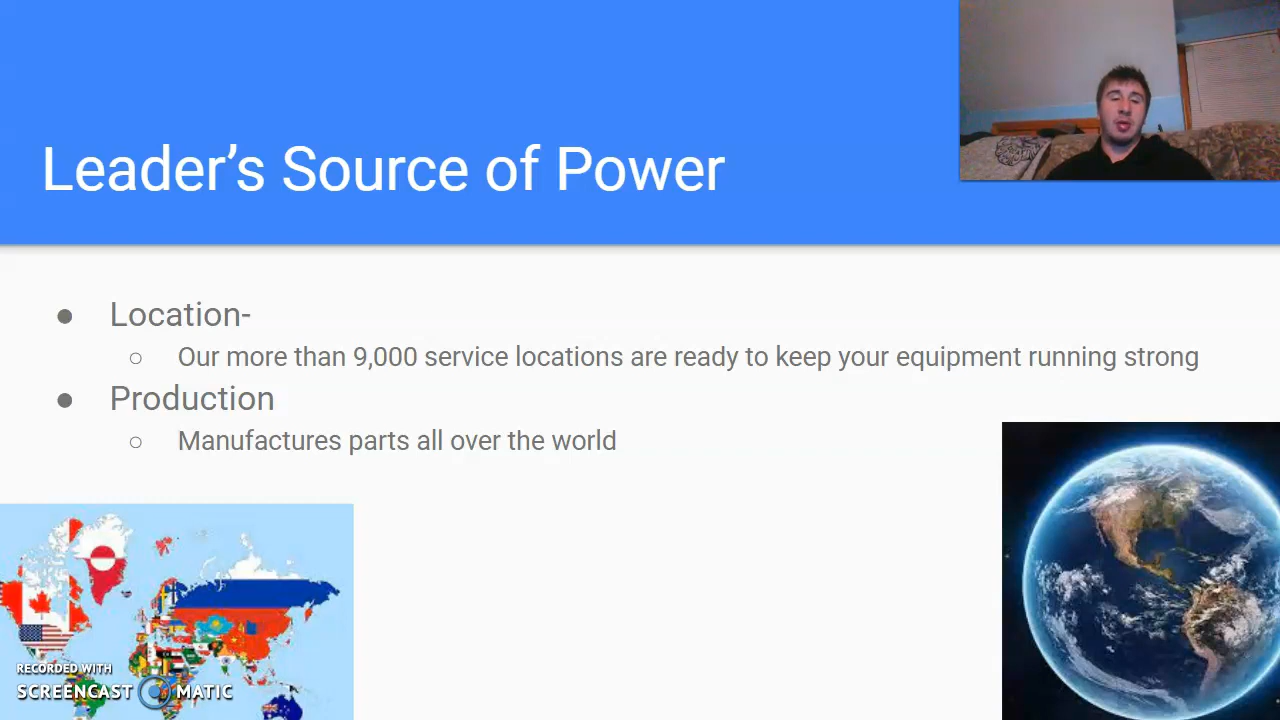 Leader’s Source of Power
● Location-
○ Our more than 9,000 service locations are ready to keep your equipment running strong
● Production
○ Manufactures parts all over the world
RECORDED WITH
SCREENCAST MATIC